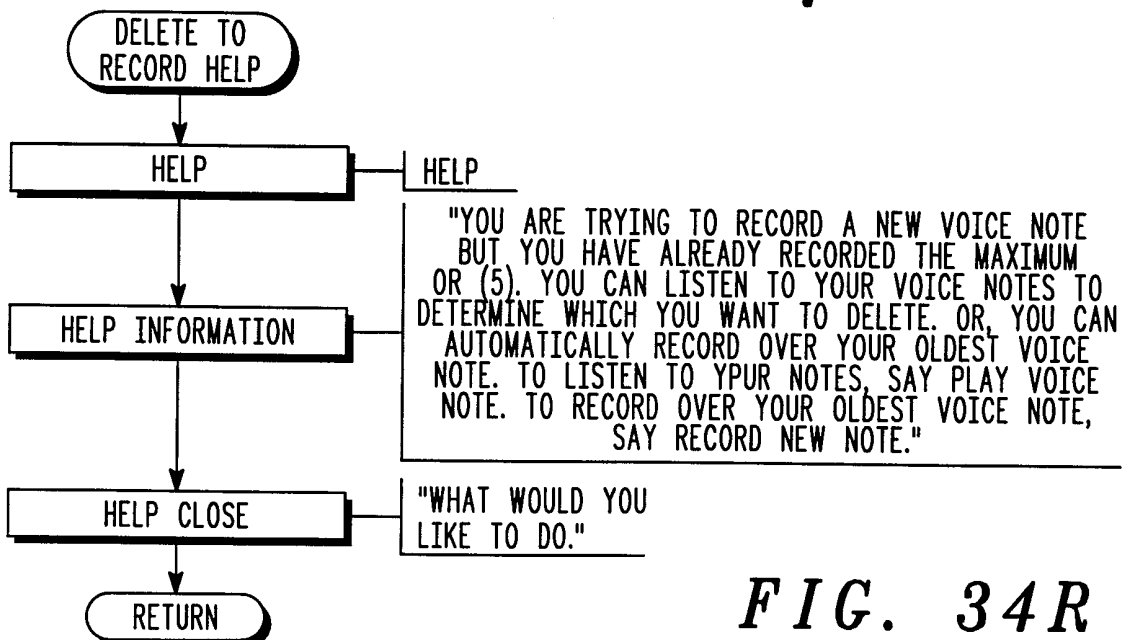 DELETE TO
RECORD HELP
HELP
HELP
HELP INFORMATION
"YOU ARE TRYING TO RECORD A NEW VOICE NOTE
BUT YOU HAVE ALREADY RECORDED THE MAXIMUM
OR (5). YOU CAN LISTEN TO YOUR VOICE NOTES TO
DETERMINE WHICH YOU WANT TO DELETE. OR, YOU CAN
AUTOMATICALLY RECORD OVER YOUR OLDEST VOICE
NOTE. TO LISTEN TO YPUR NOTES, SAY PLAY VOICE
NOTE. TO RECORD OVER YOUR OLDEST VOICE NOTE,
SAY RECORD NEW NOTE."
HELP CLOSE
"WHAT WOULD YOU
LIKE TO DO."
RETURN
FIG. 34R